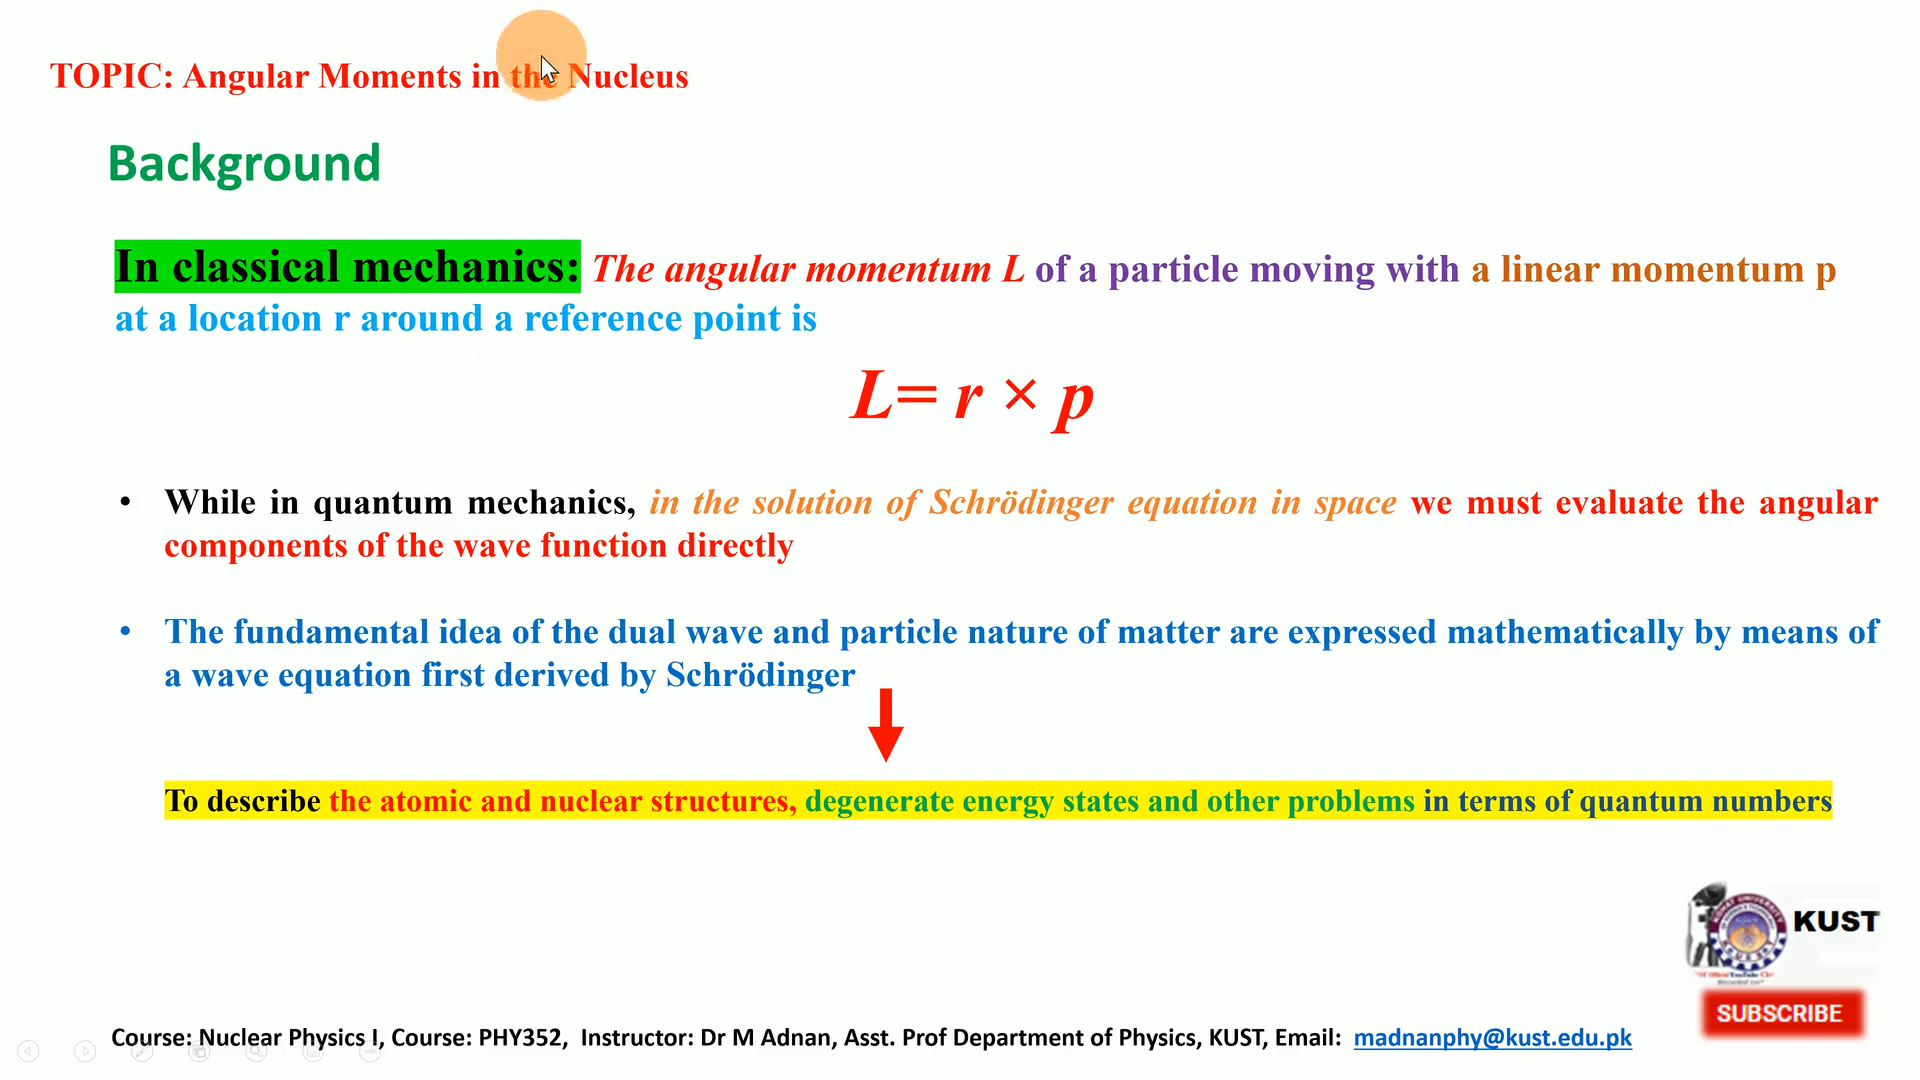 TOPIC: Angular Moments in the Nucleus
Background
In classical mechanics: The angular momentum L of a particle moving with a linear momentum p
at a location r around a reference point is
L= r × p
• While in quantum mechanics, in the solution of Schrödinger equation in space we must evaluate the angular
components of the wave function directly
• The fundamental idea of the dual wave and particle nature of matter are expressed mathematically by means of
a wave equation first derived by Schrödinger
To describe the atomic and nuclear structures, degenerate energy states and other problems in terms of quantum numbers
KUST
SUBSCRIBE
Course: Nuclear Physics I, Course: PHY352, Instructor: Dr M Adnan, Asst. Prof Department of Physics, KUST, Email: madnanphy@kust.edu.pk